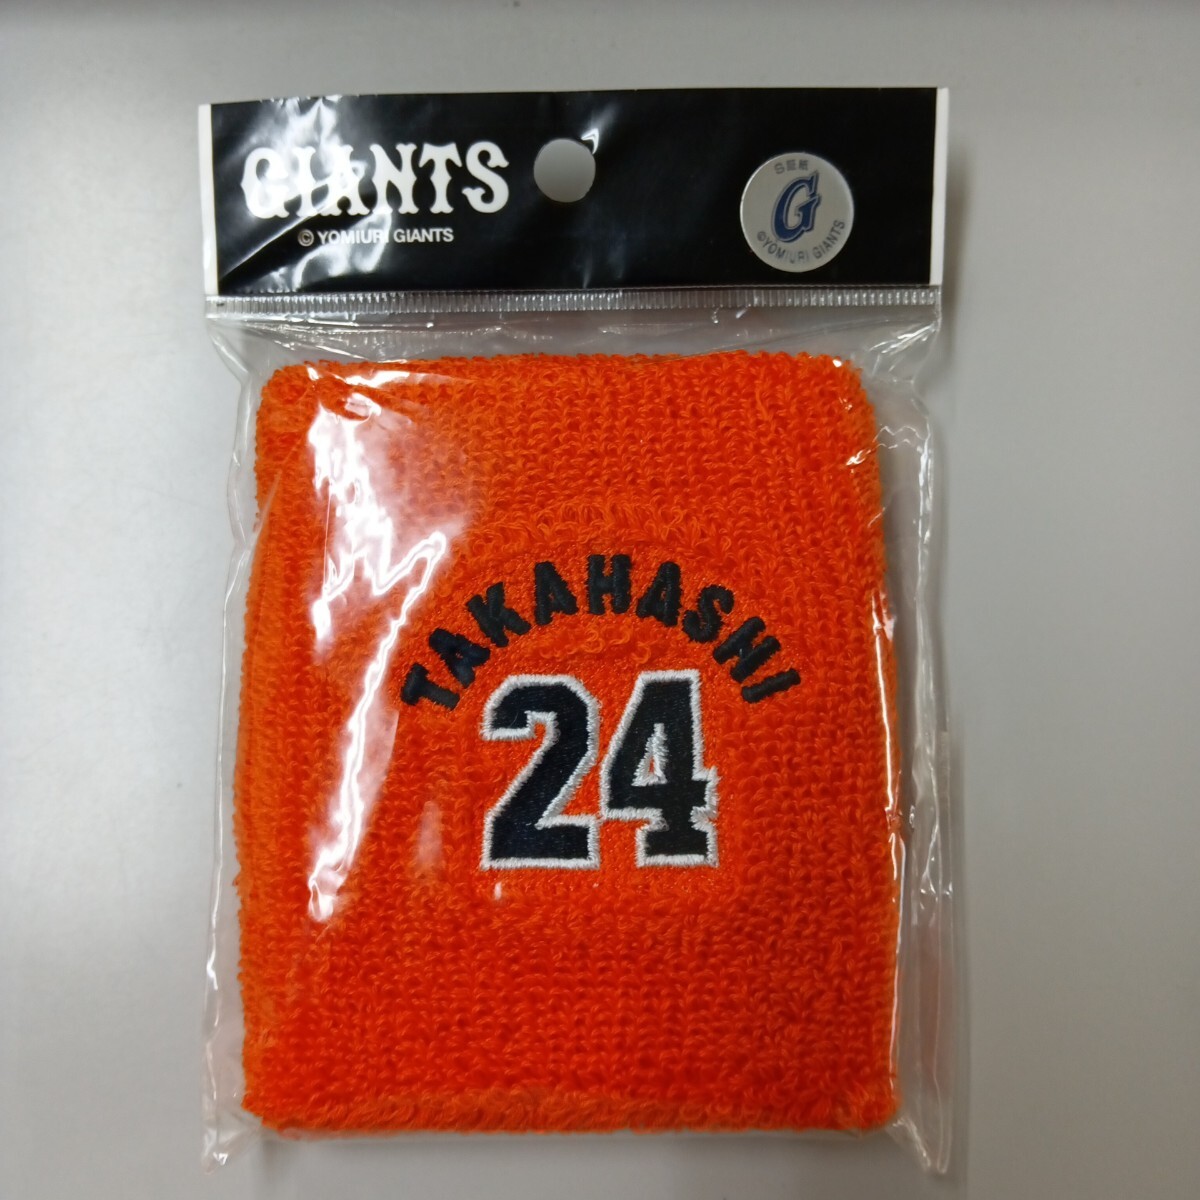 GIANTS
© YOMIURI GIANTS
G
©YOMIURI GIANTS
TAKAHASHI
24